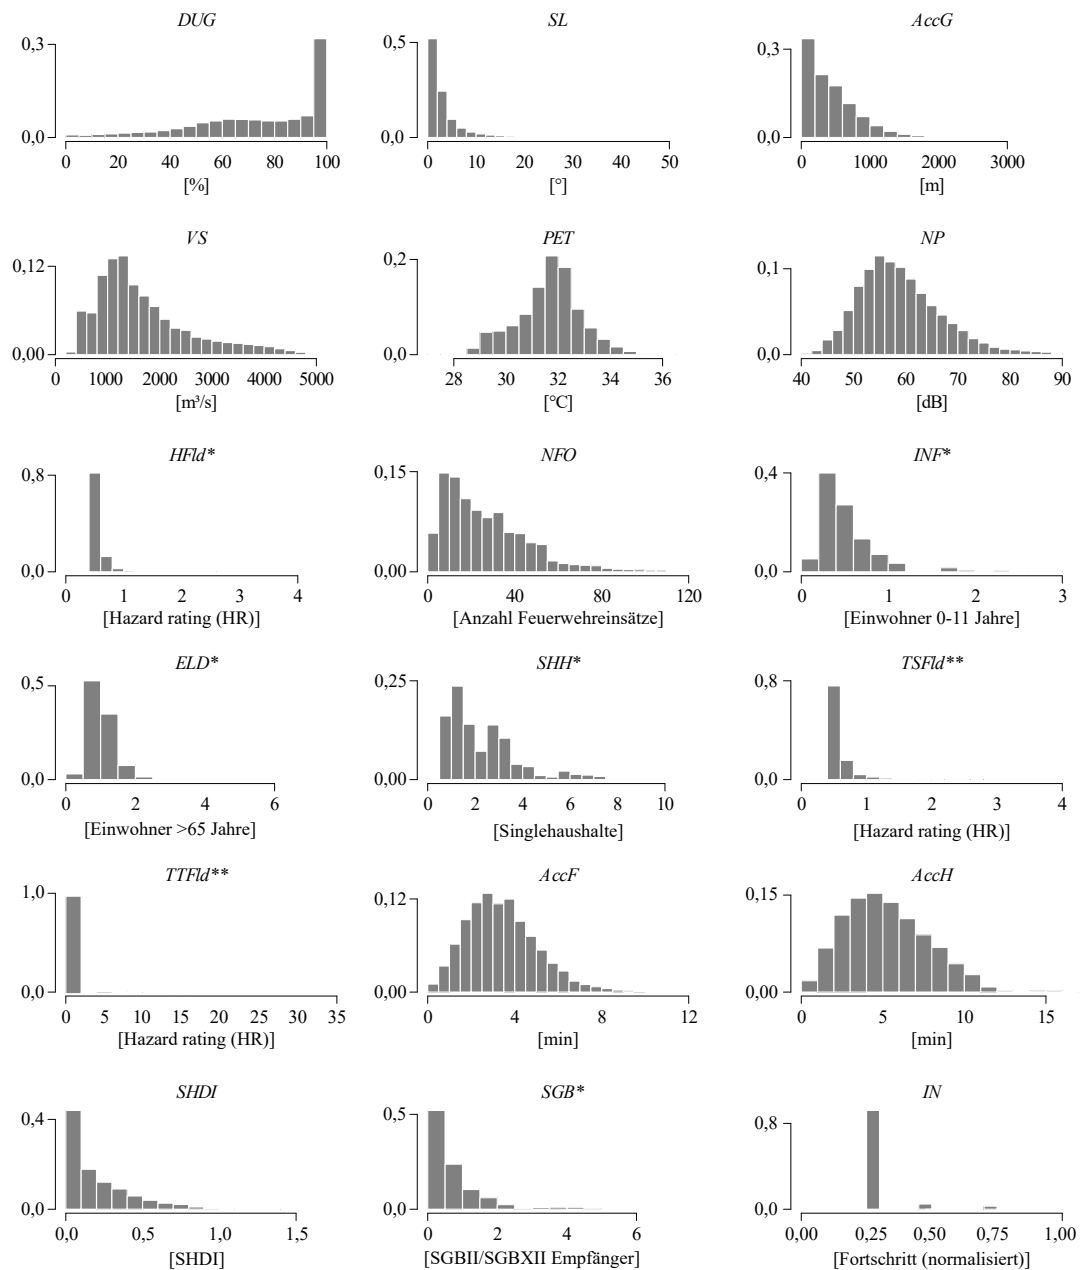 DUG SL AccG
0,3 0,5 0,3
0,0 0,0 0,0
0 20 40 60 80 100 0 10 20 30 40 50 0 1000 2000 3000
[%] [°] [m]
VS PET NP
0,12 0,2 0,1
0,00 0,0 0,0
0 1000 2000 3000 4000 5000 28 30 32 34 36 40 50 60 70 80 90
[m³/s] [°C] [dB]
HFld* NFO INF*
0,8 0,15 0,4
0,0 0,00 0,0
0 1 2 3 4 0 40 80 120 0 1 2 3
[Hazard rating (HR)] [Anzahl Feuerwehreinsätze] [Einwohner 0-11 Jahre]
ELD* SHH* TSFld**
0,5 0,25 0,8
0,0 0,00 0,0
0 2 4 6 0 2 4 6 8 10 0 1 2 3 4
[Einwohner >65 Jahre] [Singlehaushalte] [Hazard rating (HR)]
TTFld** AccF AccH
1,0 0,12 0,15
0,0 0,00 0,00
0 5 10 15 20 25 30 35 0 4 8 12 0 5 10 15
[Hazard rating (HR)] [min] [min]
SHDI SGB* IN
0,4 0,5 0,8
0,0 0,0 0,0
0,0 0,5 1,0 1,5 0 2 4 6 0,00 0,28 0,50 0,75 1,00
[SHDI] [SGBII/SGBXII Empfänger] [Fortschritt (normalisiert)]